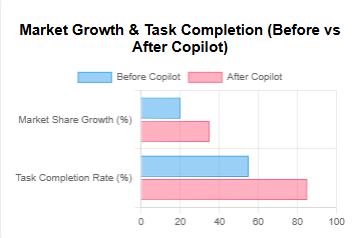 Market Growth & Task Completion (Before vs
After Copilot)
Before Copilot After Copilot
Market Share Growth (%)
Task Completion Rate (%)
0 20 40 60 80 100